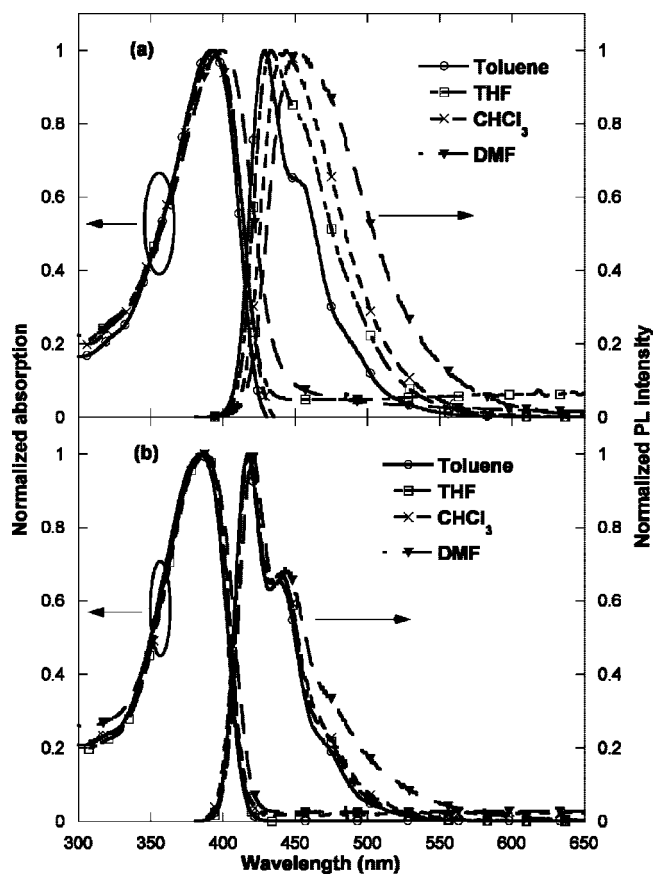 (a)
Toluene
THF
CHCl3
DMF
1
0.8
0.6
0.4
0.2
0
1
0.8
0.6
0.4
0.2
0
(b)
Toluene
THF
CHCl3
DMF
1
0.8
0.6
0.4
0.2
0
1
0.8
0.6
0.4
0.2
0
300 350 400 450 500 550 600 650
Wavelength (nm)
Normalized absorption
Normalized PL Intensity